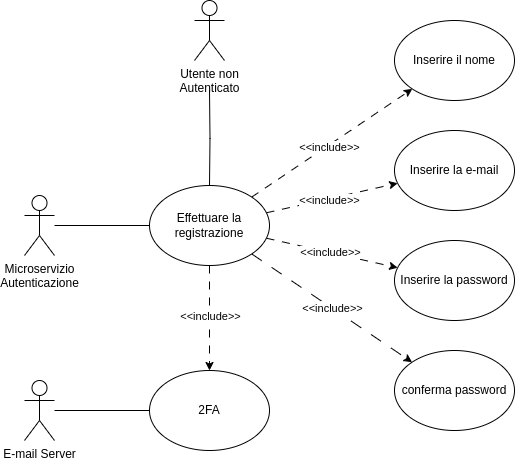 Utente non
Autenticato
Inserire il nome
<<include>>
Inserire la e-mail
<<include>>
Effettuare la
registrazione
Microservizio
Autenticazione
<<include>>
Inserire la password
<<include>>
<<include>>
conferma password
2FA
E-mail Server